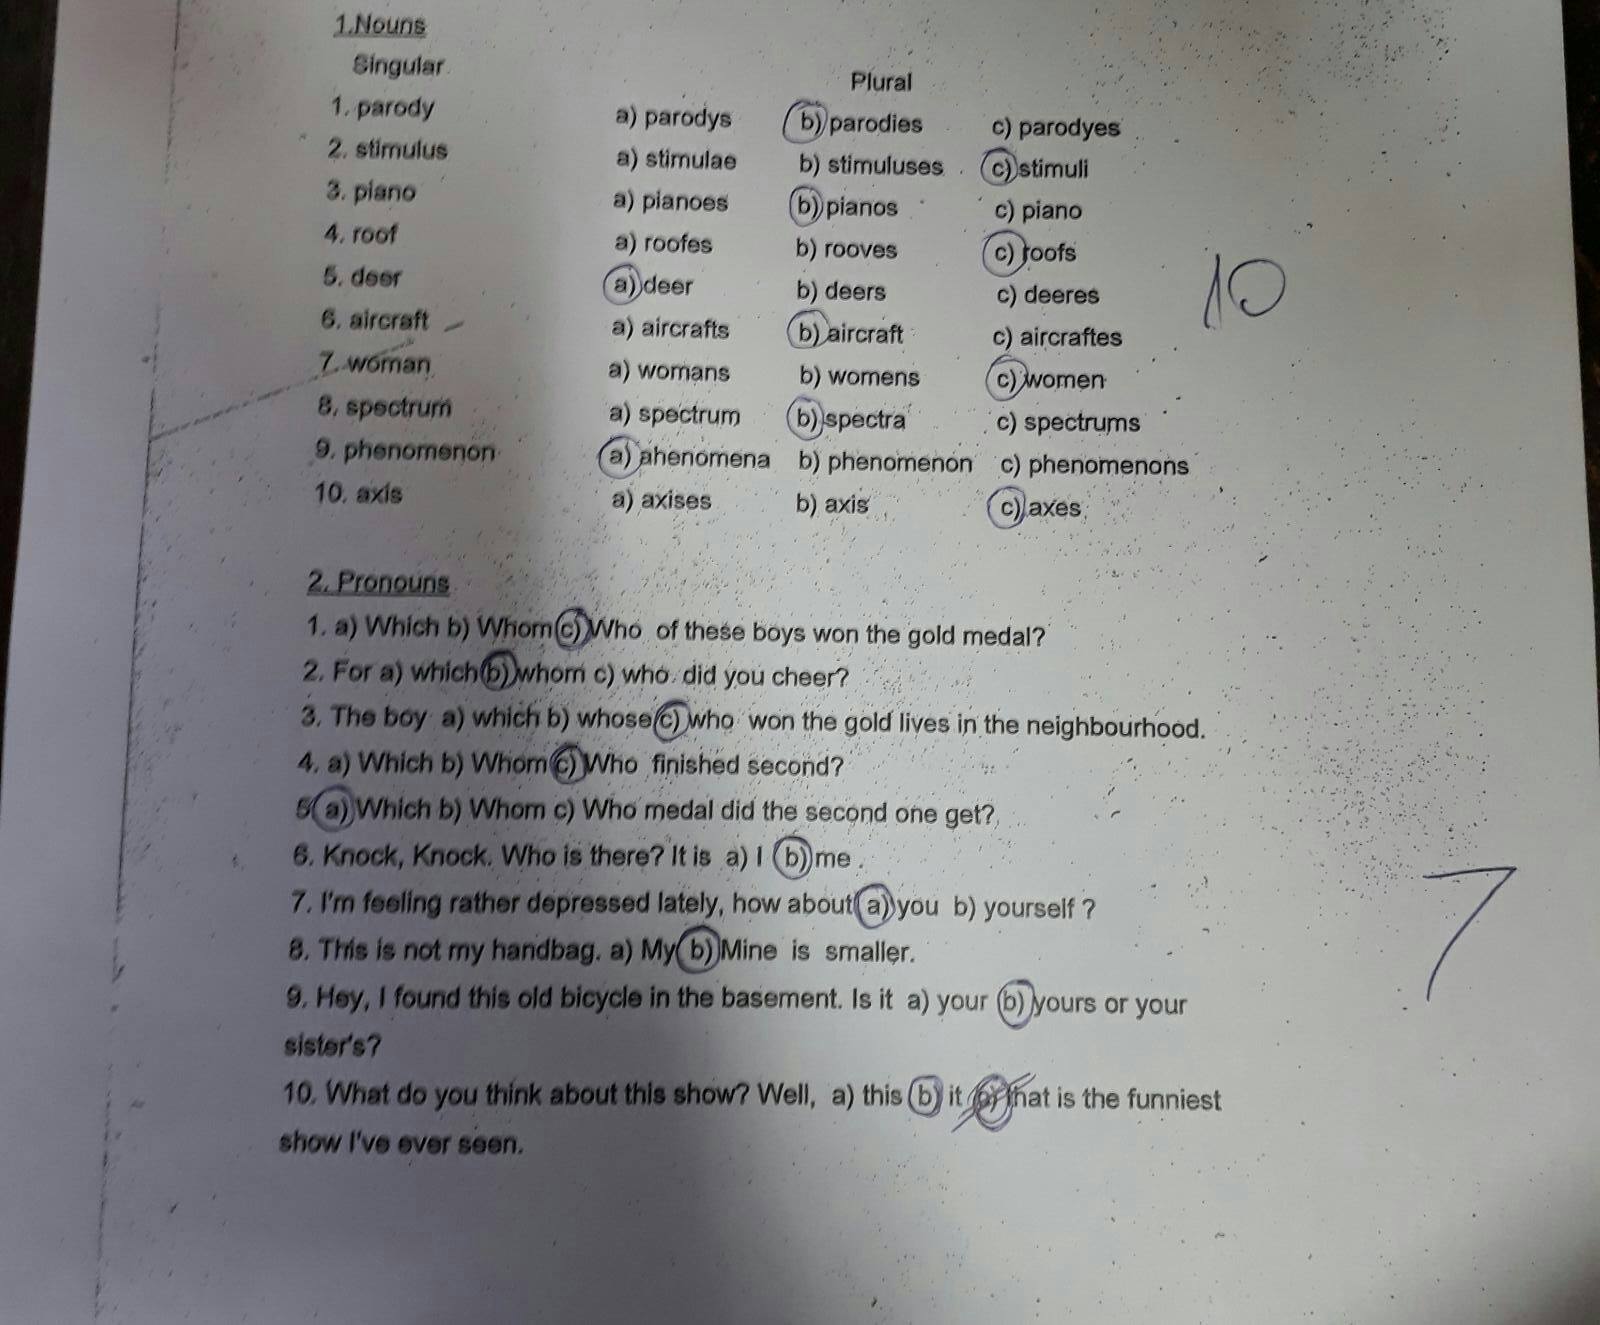 1.Nouns
Singular Plural
1. parody a) parodys b) parodies c) parodyes
2. stimulus a) stimulae b) stimuluses c) stimuli
3. piano a) pianoes b) pianos c) piano
4. roof a) roofes b) rooves c) roofs
5. deer a) deer b) deers c) deeres
6. aircraft a) aircrafts b) aircraft c) aircraftes
10
7. woman a) womans b) womens c) women
8. spectrum a) spectrum b) spectra c) spectrums
9. phenomenon a) ahenomena b) phenomenon c) phenomenons
10. axis a) axises b) axis c) axes
2. Pronouns
1. a) Which b) Whom c) Who of these boys won the gold medal?
2. For a) which b) whom c) who did you cheer?
3. The boy a) which b) whose c) who won the gold lives in the neighbourhood.
4. a) Which b) Whom c) Who finished second?
5 a) Which b) Whom c) Who medal did the second one get?
6. Knock, Knock. Who is there? It is a) I b) me .
7. I'm feeling rather depressed lately, how about a) you b) yourself ?
7
8. This is not my handbag. a) My b) Mine is smaller.
9. Hey, I found this old bicycle in the basement. Is it a) your b) yours or your
sister's?
10. What do you think about this show? Well, a) this b) it that is the funniest
show I've ever seen.